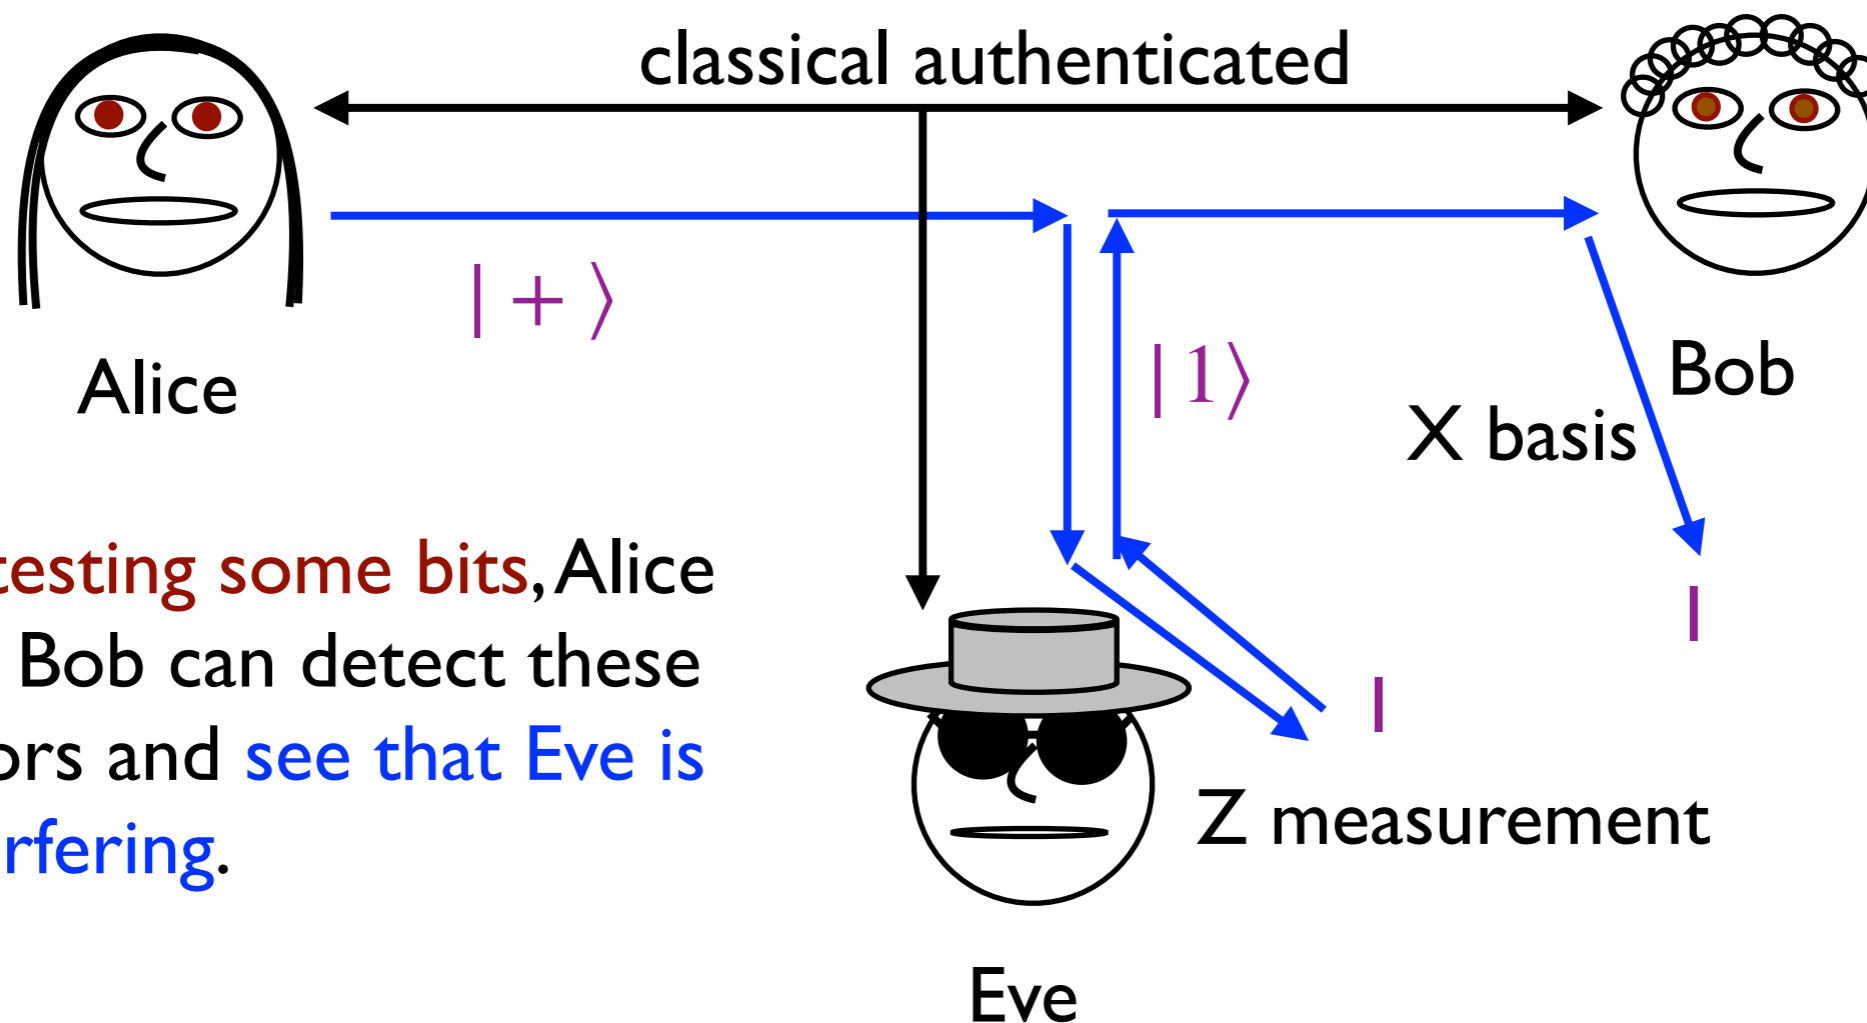 classical authenticated
| + ⟩
Alice
| 1⟩
Bob
X basis
testing some bits, Alice
Bob can detect these
ors and see that Eve is
rfering.
1
1
Z measurement
Eve